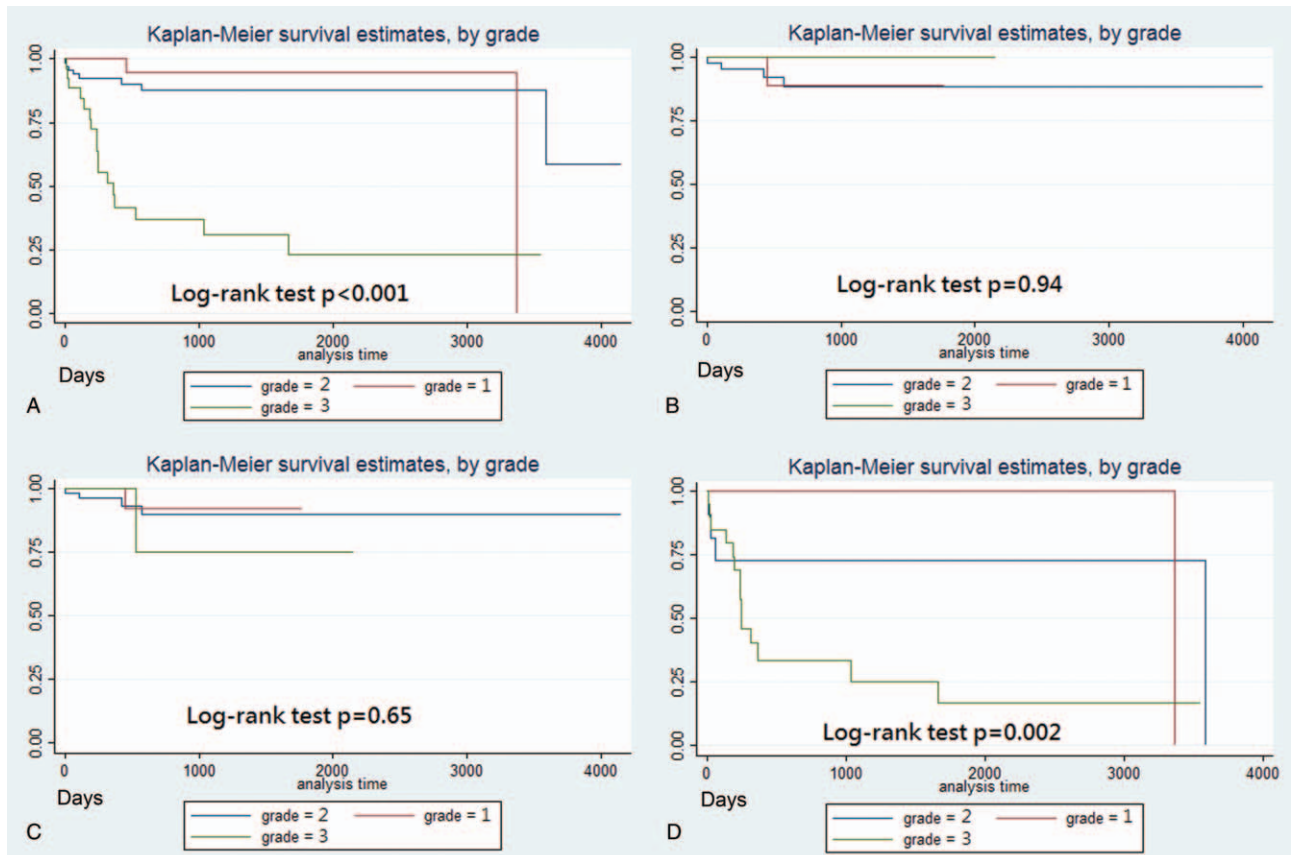 Kaplan-Meier survival estimates, by grade
1.00
0.75
0.50
0.25
0.00
Log-rank test p<0.001
0 1000 2000 3000 4000
analysis time
Days
grade = 2 grade = 1
grade = 3
A
Kaplan-Meier survival estimates, by grade
1.00
0.75
0.50
0.25
0.00
Log-rank test p=0.94
0 1000 2000 3000 4000
analysis time
Days
grade = 2 grade = 1
grade = 3
B
Kaplan-Meier survival estimates, by grade
1.00
0.75
0.50
0.25
0.00
Log-rank test p=0.65
0 1000 2000 3000 4000
analysis time
Days
grade = 2 grade = 1
grade = 3
C
Kaplan-Meier survival estimates, by grade
1.00
0.75
0.50
0.25
0.00
Log-rank test p=0.002
0 1000 2000 3000 4000
analysis time
Days
grade = 2 grade = 1
grade = 3
D